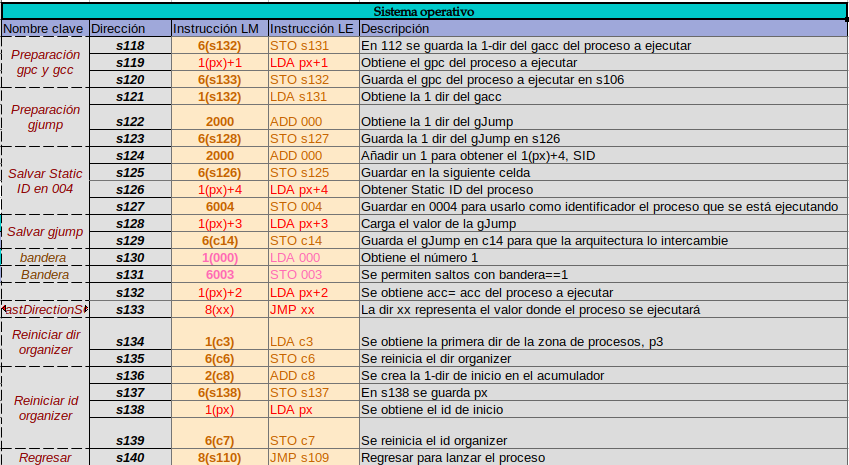 Sistema operativo
Nombre clave Dirección Instrucción LM Instrucción LE Descripción
Preparación gpc y gcc
s118 6(s132) STO s131 En 112 se guarda la 1-dir del gacc del proceso a ejecutar
s119 1(px)+1 LDA px+1 Obtiene el gpc del proceso a ejecutar
s120 6(s133) STO s132 Guarda el gpc del proceso a ejecutar en s106
Preparación gjump
s121 1(s132) LDA s131 Obtiene la 1 dir del gacc
s122 2000 ADD 000 Obtiene la 1 dir del gJump
s123 6(s128) STO s127 Guarda la 1 dir del gJump en s126
Salvar Static ID en 004
s124 2000 ADD 000 Añadir un 1 para obtener el 1(px)+4, SID
s125 6(s126) STO s125 Guardar en la siguiente celda
s126 1(px)+4 LDA px+4 Obtener Static ID del proceso
s127 6004 STO 004 Guardar en 0004 para usarlo como identificador el proceso que se está ejecutando
Salvar gjump
s128 1(px)+3 LDA px+3 Carga el valor de la gJump
s129 6(c14) STO c14 Guarda el gJump en c14 para que la arquitectura lo intercambie
bandera s130 1(000) LDA 000 Obtiene el número 1
Bandera s131 6003 STO 003 Se permiten saltos con bandera==1
s132 1(px)+2 LDA px+2 Se obtiene acc= acc del proceso a ejecutar
astDirectionS s133 8(xx) JMP xx La dir xx representa el valor donde el proceso se ejecutará
Reiniciar dir organizer
s134 1(c3) LDA c3 Se obtiene la primera dir de la zona de procesos, p3
s135 6(c6) STO c6 Se reinicia el dir organizer
Reiniciar id organizer
s136 2(c8) ADD c8 Se crea la 1-dir de inicio en el acumulador
s137 6(s138) STO s137 En s138 se guarda px
s138 1(px) LDA px Se obtiene el id de inicio
s139 6(c7) STO c7 Se reinicia el id organizer
Regresar s140 8(s110) JMP s109 Regresar para lanzar el proceso